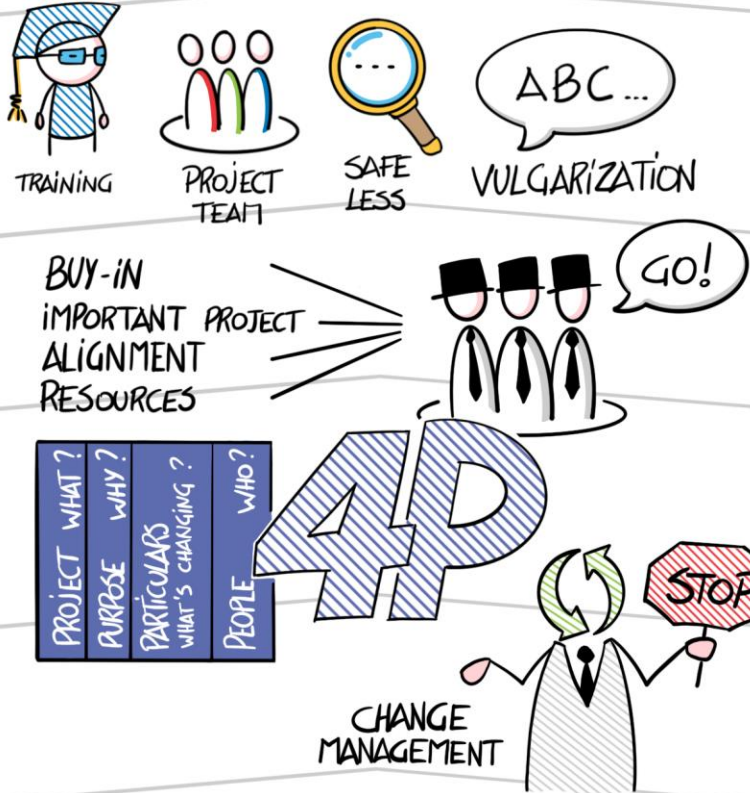 TRAINING
PROJECT
TEAM
SAFE
LESS
...
ABC...
VULGARIZATION
BUY-IN
IMPORTANT PROJECT
ALIGNMENT
RESOURCES
GO!
PROJECT WHAT?
PURPOSE WHY?
PARTICULARS
WHAT'S CHANGING?
PEOPLE WHO?
4P
STOP
CHANGE
MANAGEMENT